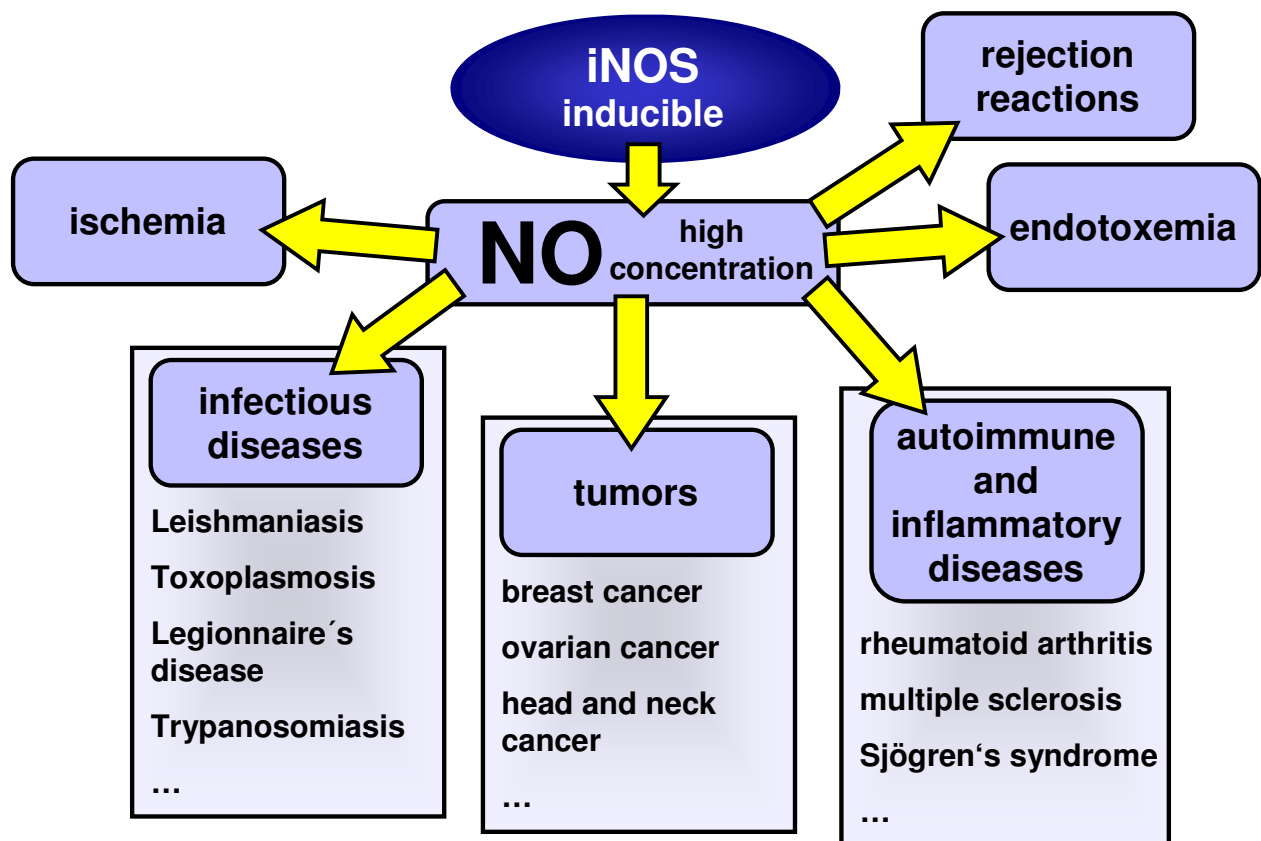 iNOS
inducible
rejection
reactions
ischemia
NO
high
concentration
endotoxemia
infectious
diseases
Leishmaniasis
Toxoplasmosis
Legionnaire´s
disease
Trypanosomiasis
...
tumors
breast cancer
ovarian cancer
head and neck
cancer
...
autoimmune
and
inflammatory
diseases
rheumatoid arthritis
multiple sclerosis
Sjögren‘s syndrome
...